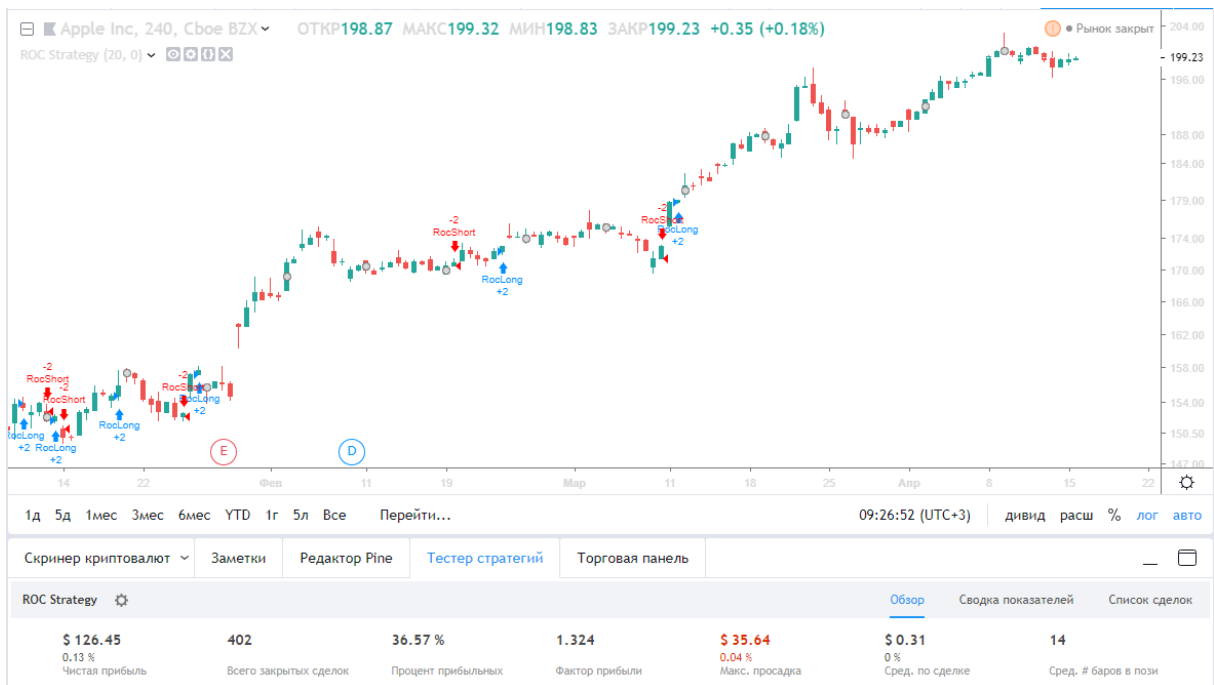 Apple Inc, 240, Cboe BZX ОТКР198.87 МАКС199.32 МИН198.83 ЗАКР199.23 +0.35 (+0.18%)
Рынок закрыт
204.00
ROC Strategy (20, 0)
199.23
196.00
188.00
184.00
179.00
174.00
170.00
166.00
162.00
158.00
154.00
150.50
147.00
-2
RocShort
-2
RocShort
RocLong
+2
RocLong
+2
RocLong
+2
-2
RocShort
RocLong
+2
-2
RocShort
RocLong
+2
-2
RocShort
RocLong
+2
E
D
14 22 Фев 11 19 Мар 11 18 25 Апр 8 15 22
1д 5д 1мес 3мес 6мес YTD 1г 5л Все Перейти... 09:26:52 (UTC+3) дивид расш % лог авто
Скринер криптовалют Заметки Редактор Pine Тестер стратегий Торговая панель
ROC Strategy Обзор Сводка показателей Список сделок
$ 126.45 402 36.57 % 1.324 $ 35.64 $ 0.31 14
0.13 % 0.04 % 0 %
Чистая прибыль Всего закрытых сделок Процент прибыльных Фактор прибыли Макс. просадка Сред. по сделке Сред. # баров в пози